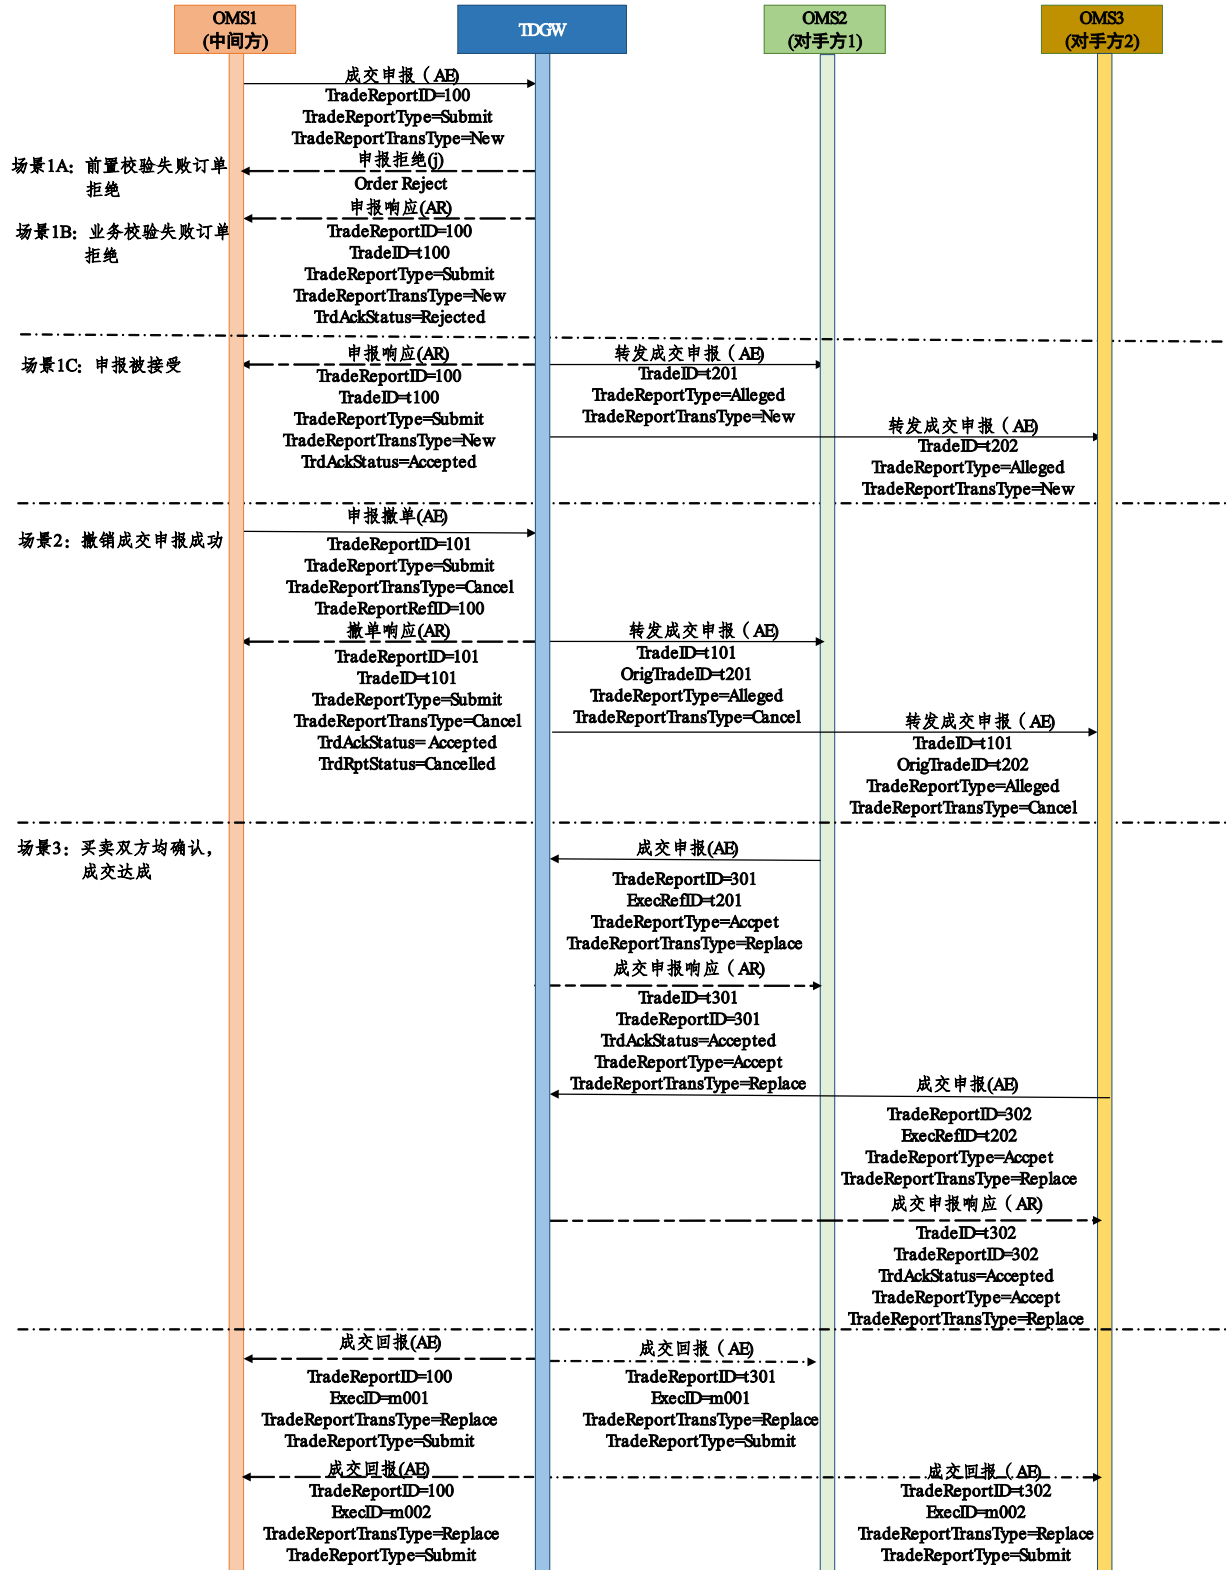 OMS1
(中间方)
TDGW
OMS2
(对手方1)
OMS3
(对手方2)
成交申报（AE）
TradeReportID=100
TradeReportType=Submit
TradeReportTransType=New
场景1A：前置校验失败订单
拒绝
申报拒绝(j)
Order Reject
场景1B：业务校验失败订单
拒绝
申报响应(AR)
TradeReportID=100
TradeID=t100
TradeReportType=Submit
TradeReportTransType=New
TrdAckStatus=Rejected
场景1C：申报被接受
申报响应(AR)
TradeReportID=100
TradeID=t100
TradeReportType=Submit
TradeReportTransType=New
TrdAckStatus=Accepted
转发成交申报（AE）
TradeID=t201
TradeReportType=Alleged
TradeReportTransType=New
转发成交申报（AE）
TradeID=t202
TradeReportType=Alleged
TradeReportTransType=New
场景2：撤销成交申报成功
申报撤单(AE)
TradeReportID=101
TradeReportType=Submit
TradeReportTransType=Cancel
TradeReportRefID=100
撤单响应(AR)
TradeReportID=101
TradeID=t101
TradeReportType=Submit
TradeReportTransType=Cancel
TrdAckStatus= Accepted
TrdRptStatus=Cancelled
转发成交申报（AE）
TradeID=t101
OrigTradeID=t201
TradeReportType=Alleged
TradeReportTransType=Cancel
转发成交申报（AE）
TradeID=t101
OrigTradeID=t202
TradeReportType=Alleged
TradeReportTransType=Cancel
场景3：买卖双方均确认，
成交达成
成交申报(AE)
TradeReportID=301
ExecRefID=t201
TradeReportType=Accpet
TradeReportTransType=Replace
成交申报响应（AR）
TradeID=t301
TradeReportID=301
TrdAckStatus=Accepted
TradeReportType=Accept
TradeReportTransType=Replace
成交申报(AE)
TradeReportID=302
ExecRefID=t202
TradeReportType=Accpet
TradeReportTransType=Replace
成交申报响应（AR）
TradeID=t302
TradeReportID=302
TrdAckStatus=Accepted
TradeReportType=Accept
TradeReportTransType=Replace
成交回报(AE)
TradeReportID=100
ExecID=m001
TradeReportTransType=Replace
TradeReportType=Submit
成交回报（AE）
TradeReportID=t301
ExecID=m001
TradeReportTransType=Replace
TradeReportType=Submit
成交回报(AE)
TradeReportID=100
ExecID=m002
TradeReportTransType=Replace
TradeReportType=Submit
成交回报（AE）
TradeReportID=t302
ExecID=m002
TradeReportTransType=Replace
TradeReportType=Submit